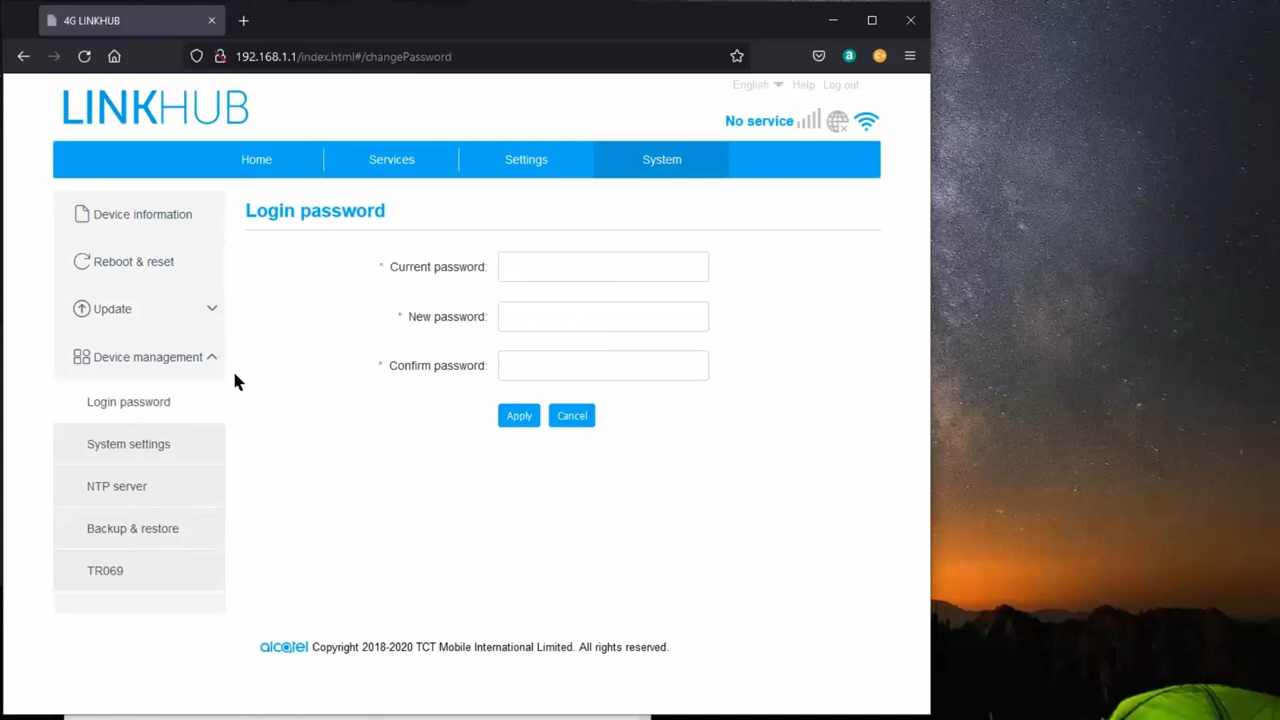 4G LINKHUB
192.168.1.1/index.html#/changePassword
English Help Log out
LINKHUB
No service
Home Services Settings System
Device information
Reboot & reset
Update
Device management
Login password
System settings
NTP server
Backup & restore
TR069
Login password
* Current password:
* New password:
* Confirm password:
Apply Cancel
alcatel Copyright 2018-2020 TCT Mobile International Limited. All rights reserved.